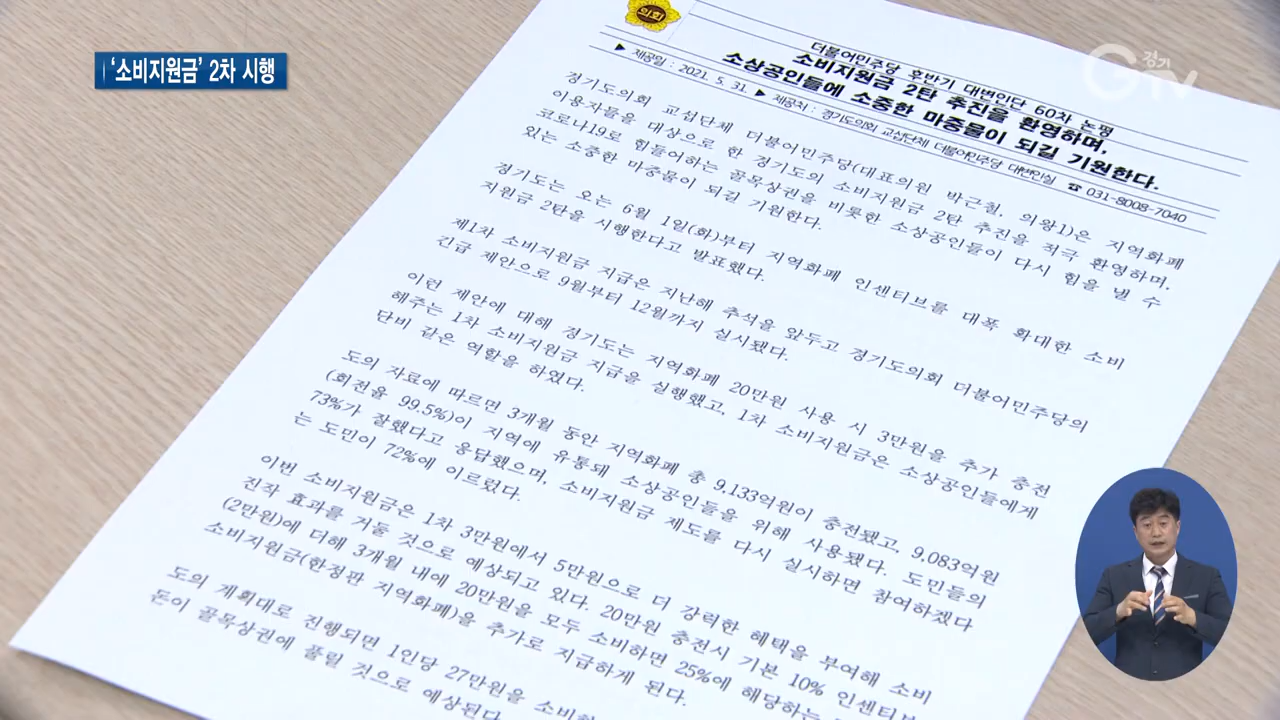 '소비지원금' 2차 시행
경기
GTV
의회
더불어민주당 후반기 대변인단 60차 논평
소비지원금 2탄 추진을 환영하며,
소상공인들에 소중한 마중물이 되길 기원한다.
▶ 제공일 : 2021. 5. 31. ▶ 제공처 : 경기도의회 교섭단체 더불어민주당 대변인실 ☎ 031-8008-7040
경기도의회 교섭단체 더불어민주당(대표의원 박근철, 의왕1)은 지역화폐
이용자들을 대상으로 한 경기도의 소비지원금 2탄 추진을 적극 환영하며,
코로나19로 힘들어하는 골목상권을 비롯한 소상공인들이 다시 힘을 낼 수
있는 소중한 마중물이 되길 기원한다.
경기도는 오는 6월 1일(화)부터 지역화폐 인센티브를 대폭 확대한 소비
지원금 2탄을 시행한다고 발표했다.
제1차 소비지원금 지급은 지난해 추석을 앞두고 경기도의회 더불어민주당의
긴급 제안으로 9월부터 12월까지 실시됐다.
이런 제안에 대해 경기도는 지역화폐 20만원 사용 시 3만원을 추가 충전
해주는 1차 소비지원금 지급을 실행했고, 1차 소비지원금은 소상공인들에게
단비 같은 역할을 하였다.
도의 자료에 따르면 3개월 동안 지역화폐 총 9,133억원이 충전됐고, 9,083억원
(회전율 99.5%)이 지역에 유통돼 소상공인들을 위해 사용됐다. 도민들의
73%가 잘했다고 응답했으며, 소비지원금 제도를 다시 실시하면 참여하겠다
는 도민이 72%에 이르렀다.
이번 소비지원금은 1차 3만원에서 5만원으로 더 강력한 혜택을 부여해 소비
진작 효과를 거둘 것으로 예상되고 있다. 20만원 충전시 기본 10% 인센티브
(2만원)에 더해 3개월 내에 20만원을 모두 소비하면 25%에 해당하는
소비지원금(한정판 지역화폐)을 추가로 지급하게 된다.
도의 계획대로 진행되면 1인당 27만원을 소비하
돈이 골목상권에 풀릴 것으로 예상된다